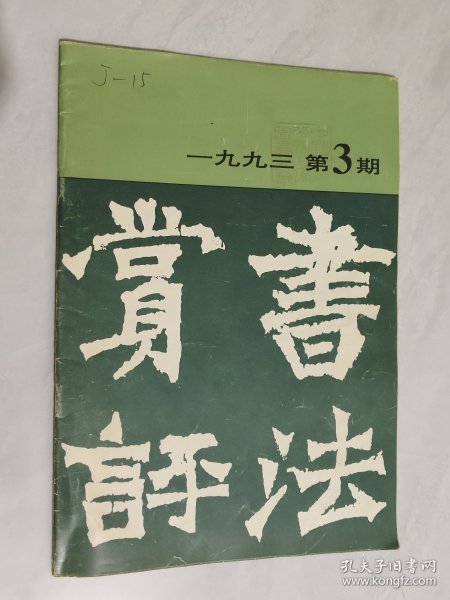 J-15
一九九三 第3期
書法
賞評
孔夫子旧书网
www.kongfz.com